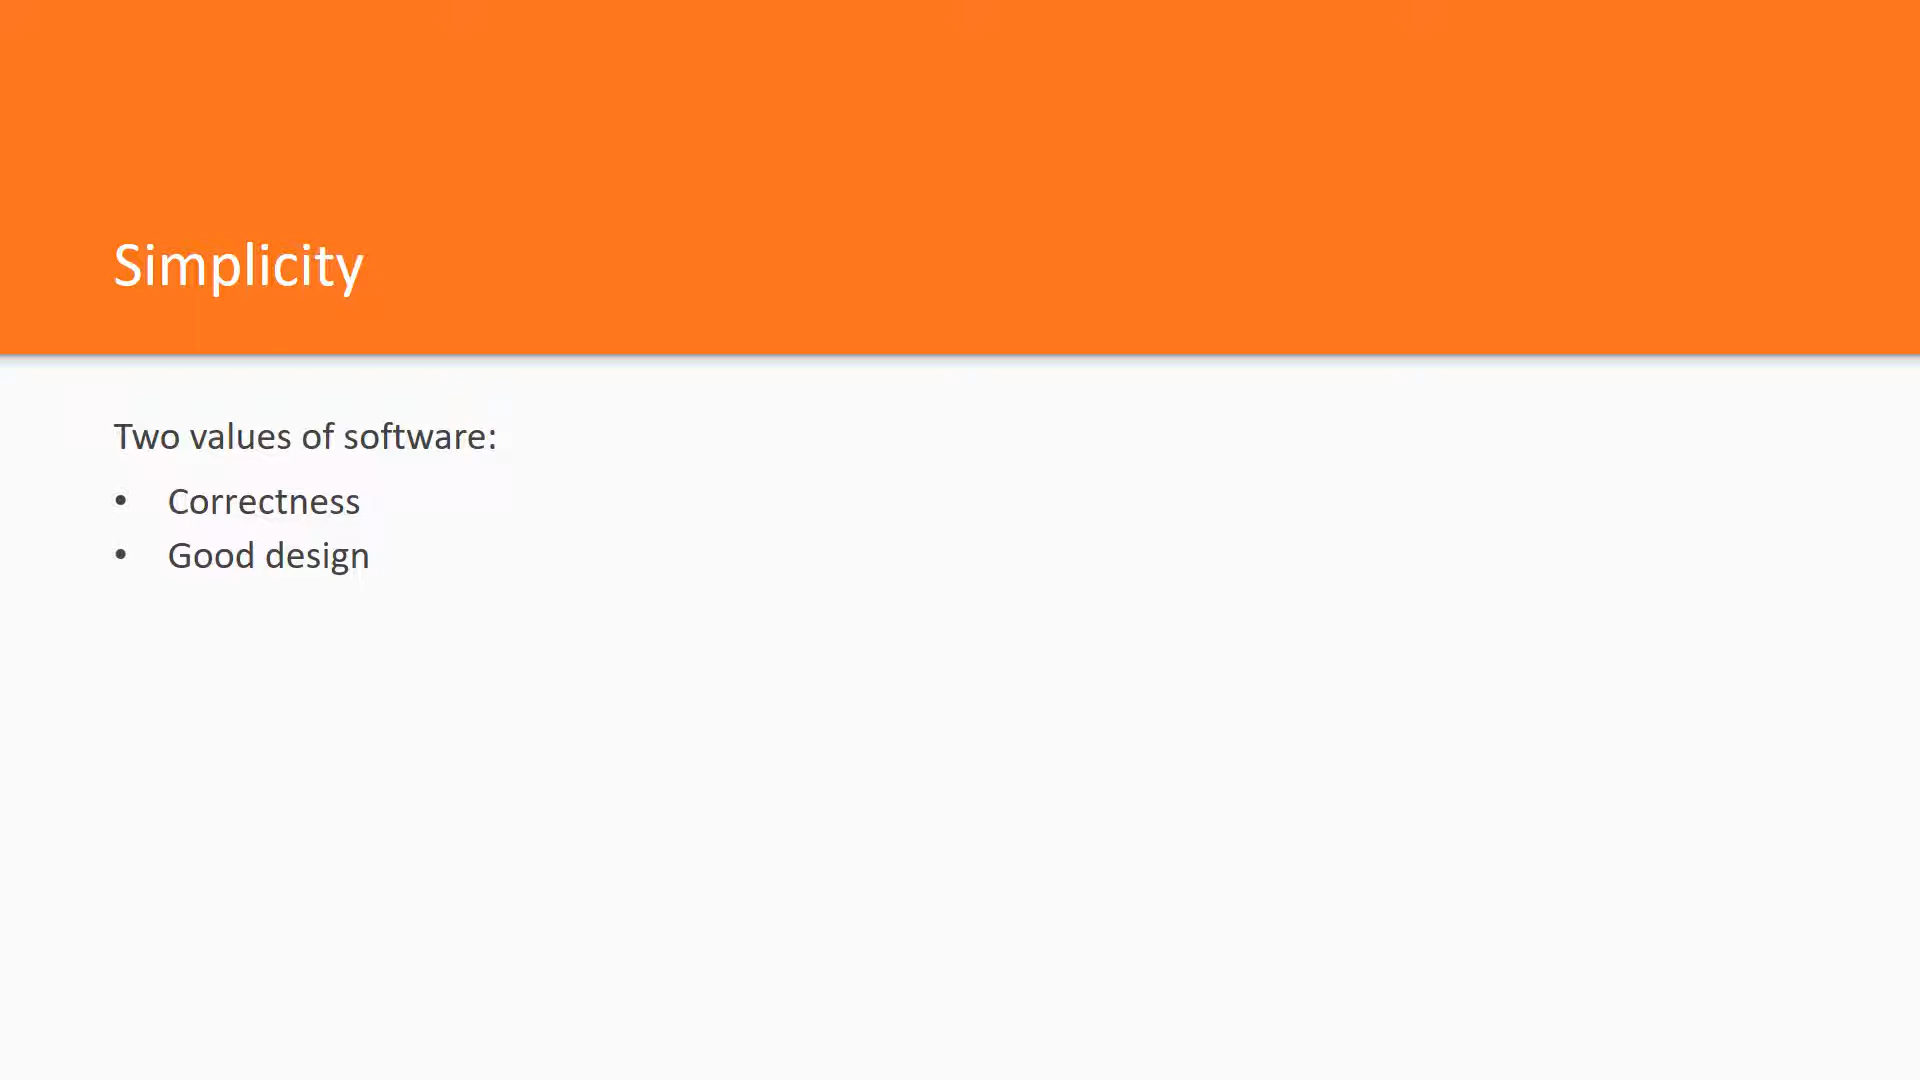 Simplicity
Two values of software:
• Correctness
• Good design